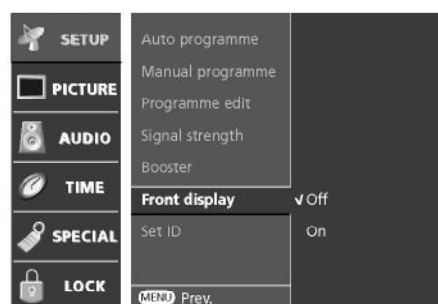 SETUP
PICTURE
AUDIO
TIME
SPECIAL
LOCK
Auto programme
Manual programme
Programme edit
Signal strength
Booster
Front display
Set ID
MENU Prev.
√ Off
On